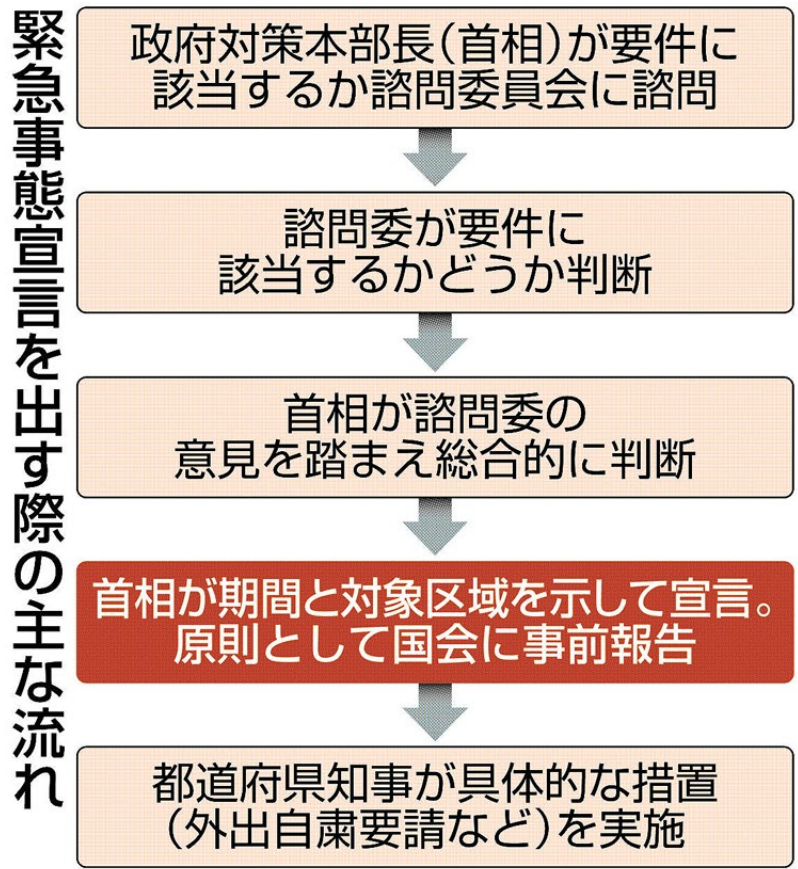 緊急事態宣言を出す際の主な流れ
政府対策本部長(首相)が要件に
該当するか諮問委員会に諮問
諮問委が要件に
該当するかどうか判断
首相が諮問委の
意見を踏まえ総合的に判断
首相が期間と対象区域を示して宣言。
原則として国会に事前報告
都道府県知事が具体的な措置
(外出自粛要請など)を実施